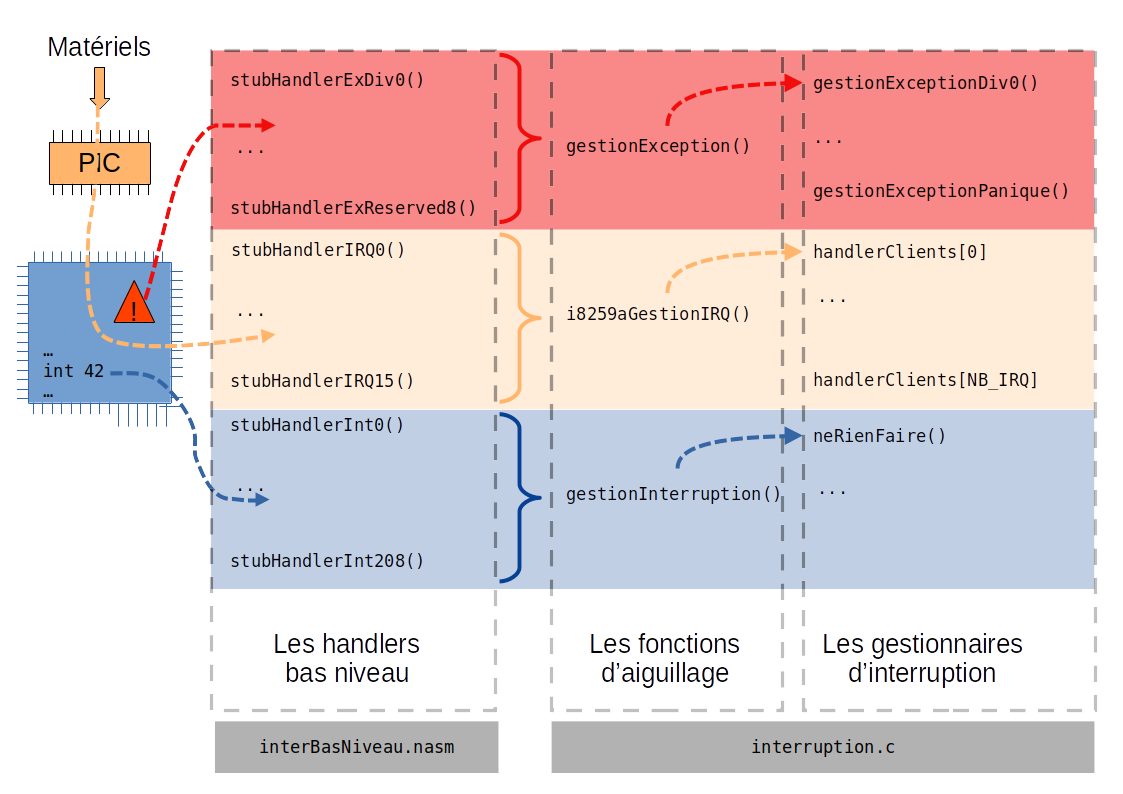 Matériels
PIC
!
…
int 42
…
stubHandlerExDiv0()
...
stubHandlerExReserved8()
gestionException()
gestionExceptionDiv0()
...
gestionExceptionPanique()
stubHandlerIRQ0()
...
stubHandlerIRQ15()
i8259aGestionIRQ()
handlerClients[0]
...
handlerClients[NB_IRQ]
stubHandlerInt0()
...
stubHandlerInt208()
gestionInterruption()
neRienFaire()
...
Les handlers
bas niveau
Les fonctions
d’aiguillage
Les gestionnaires
d’interruption
interBasNiveau.nasm
interruption.c